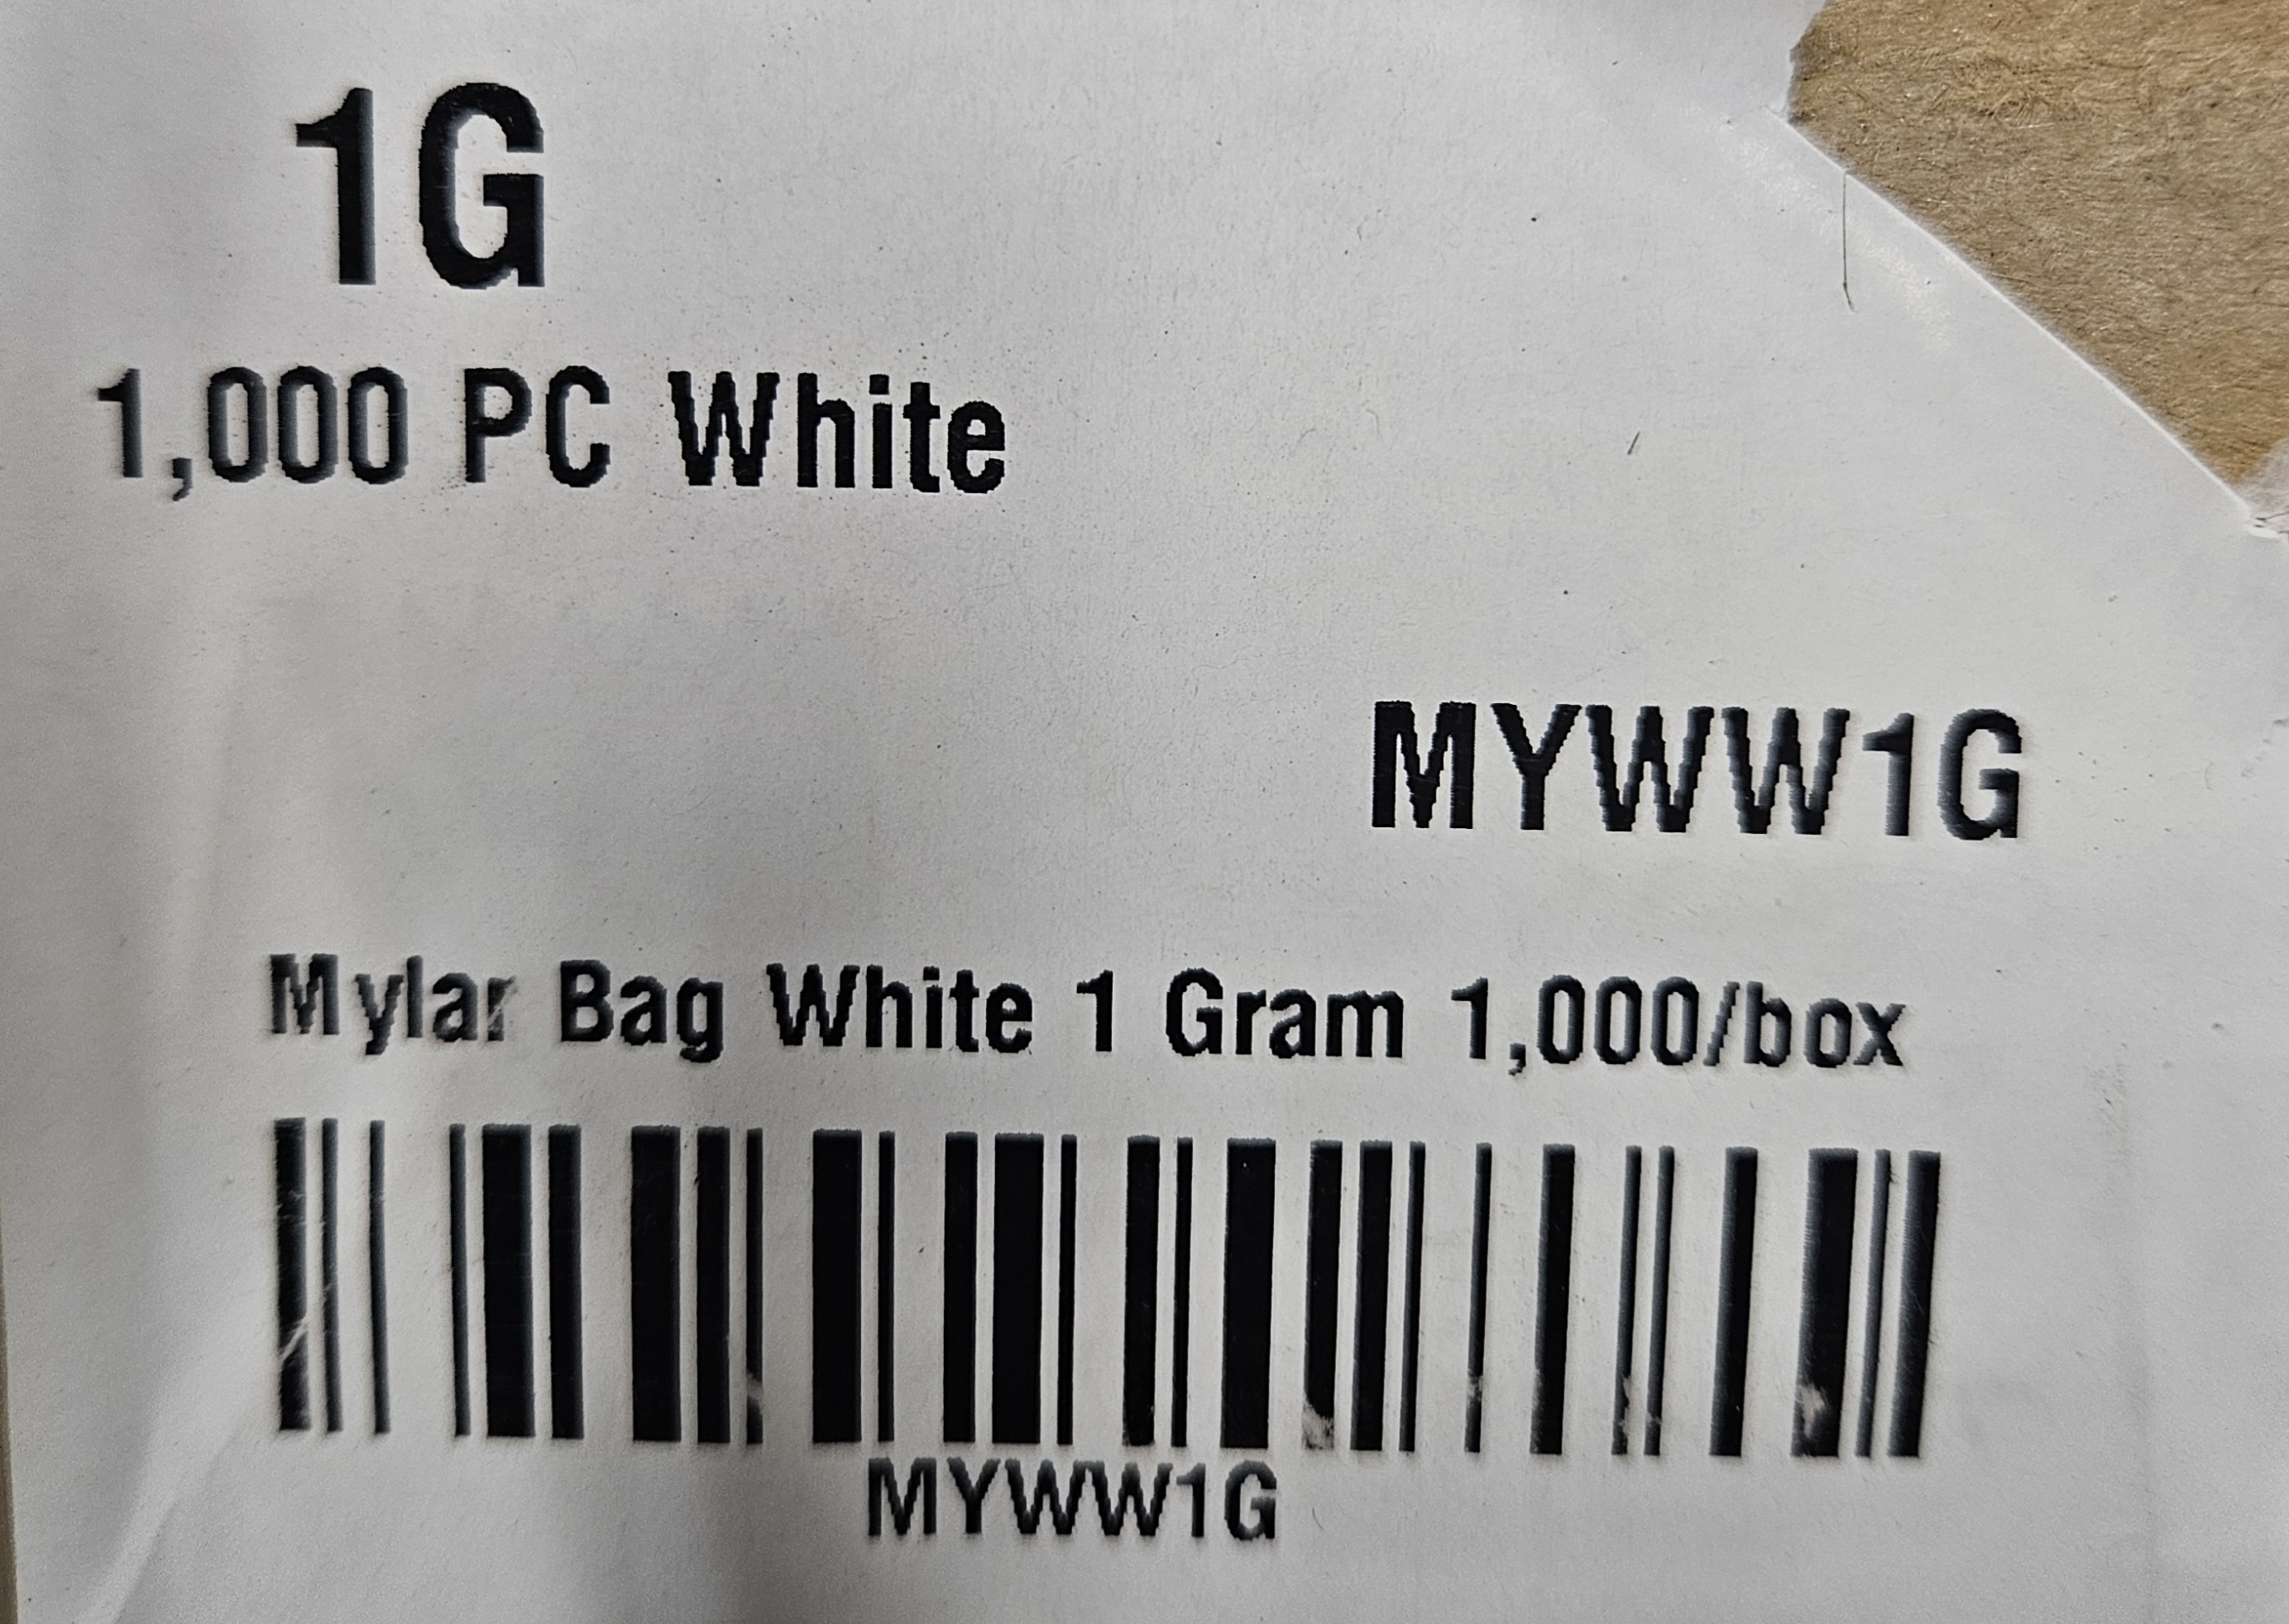 1G
1,000 PC White
MYWW1G
Mylar Bag White 1 Gram 1,000/box
MYWW1G